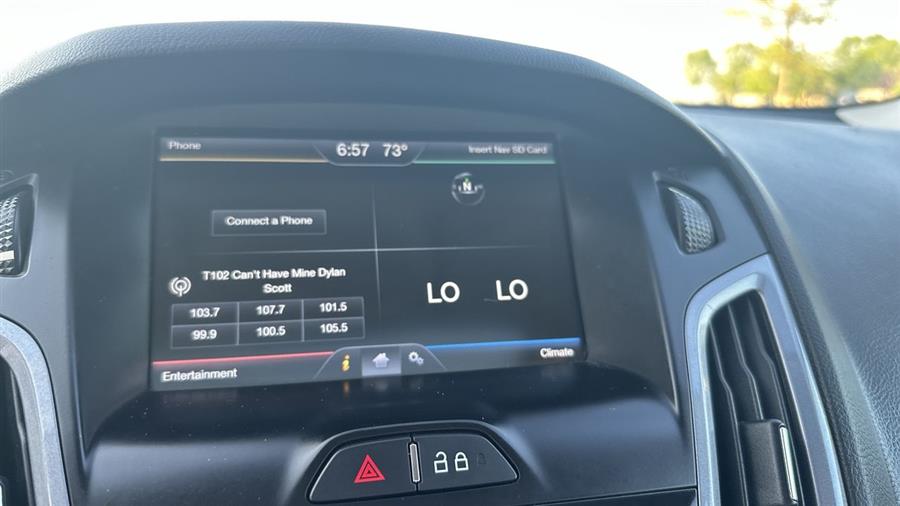 Phone
6:57 73°
Insert Nav SD Card
N
Connect a Phone
T102 Can't Have Mine Dylan
Scott
103.7 107.7 101.5
99.9 100.5 105.5
LO LO
Entertainment
i
Climate